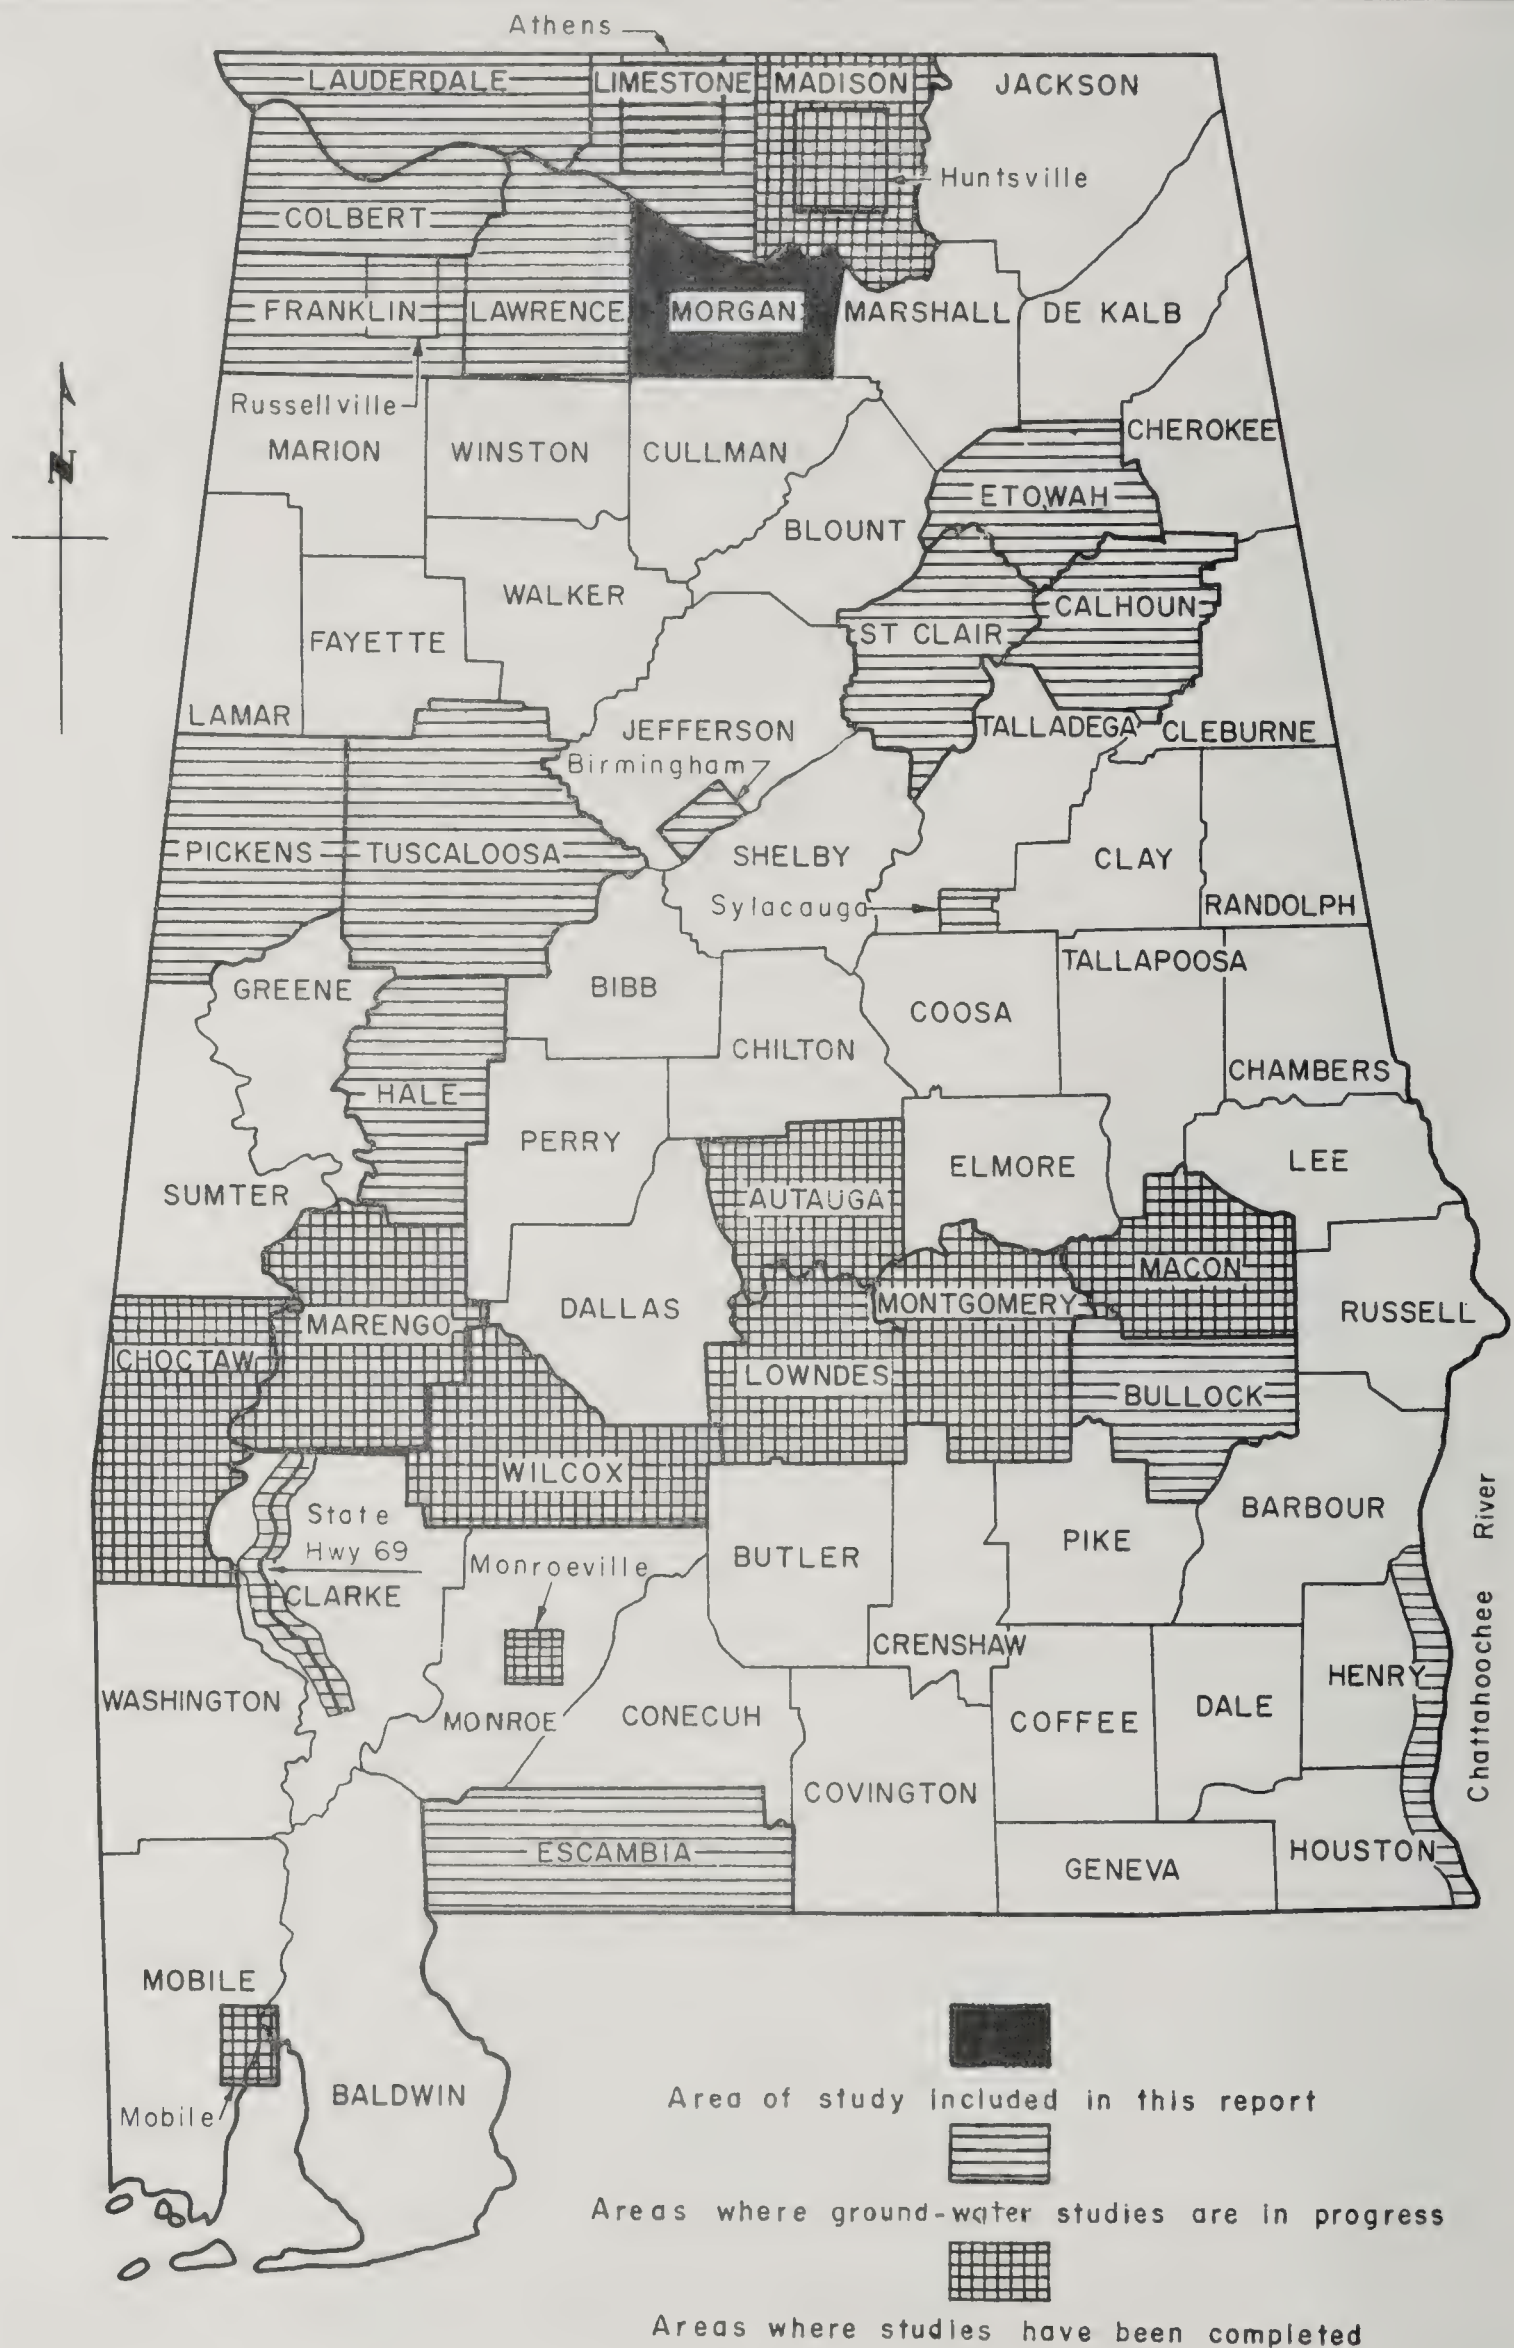 Athens
LAUDERDALE
LIMESTONE
MADISON
JACKSON
Huntsville
COLBERT
FRANKLIN
LAWRENCE
MORGAN
MARSHALL
DE KALB
Russellville
N
MARION
WINSTON
CULLMAN
CHEROKEE
ETOWAH
BLOUNT
WALKER
CALHOUN
FAYETTE
ST CLAIR
LAMAR
JEFFERSON
TALLADEGA
CLEBURNE
Birmingham
PICKENS
TUSCALOOSA
SHELBY
CLAY
Sylacauga
RANDOLPH
TALLAPOOSA
GREENE
BIBB
COOSA
CHILTON
CHAMBERS
HALE
PERRY
ELMORE
LEE
SUMTER
AUTAUGA
MACON
MONTGOMERY
DALLAS
RUSSELL
MARENGO
CHOCTAW
LOWNDES
BULLOCK
WILCOX
State
Hwy 69
BARBOUR
Chattahoochee River
PIKE
BUTLER
Monroeville
CLARKE
CRENSHAW
HENRY
WASHINGTON
MONROE
CONECUH
COFFEE
DALE
COVINGTON
ESCAMBIA
HOUSTON
GENEVA
MOBILE
BALDWIN
Mobile
Area of study included in this report
Areas where ground-water studies are in progress
Areas where studies have been completed